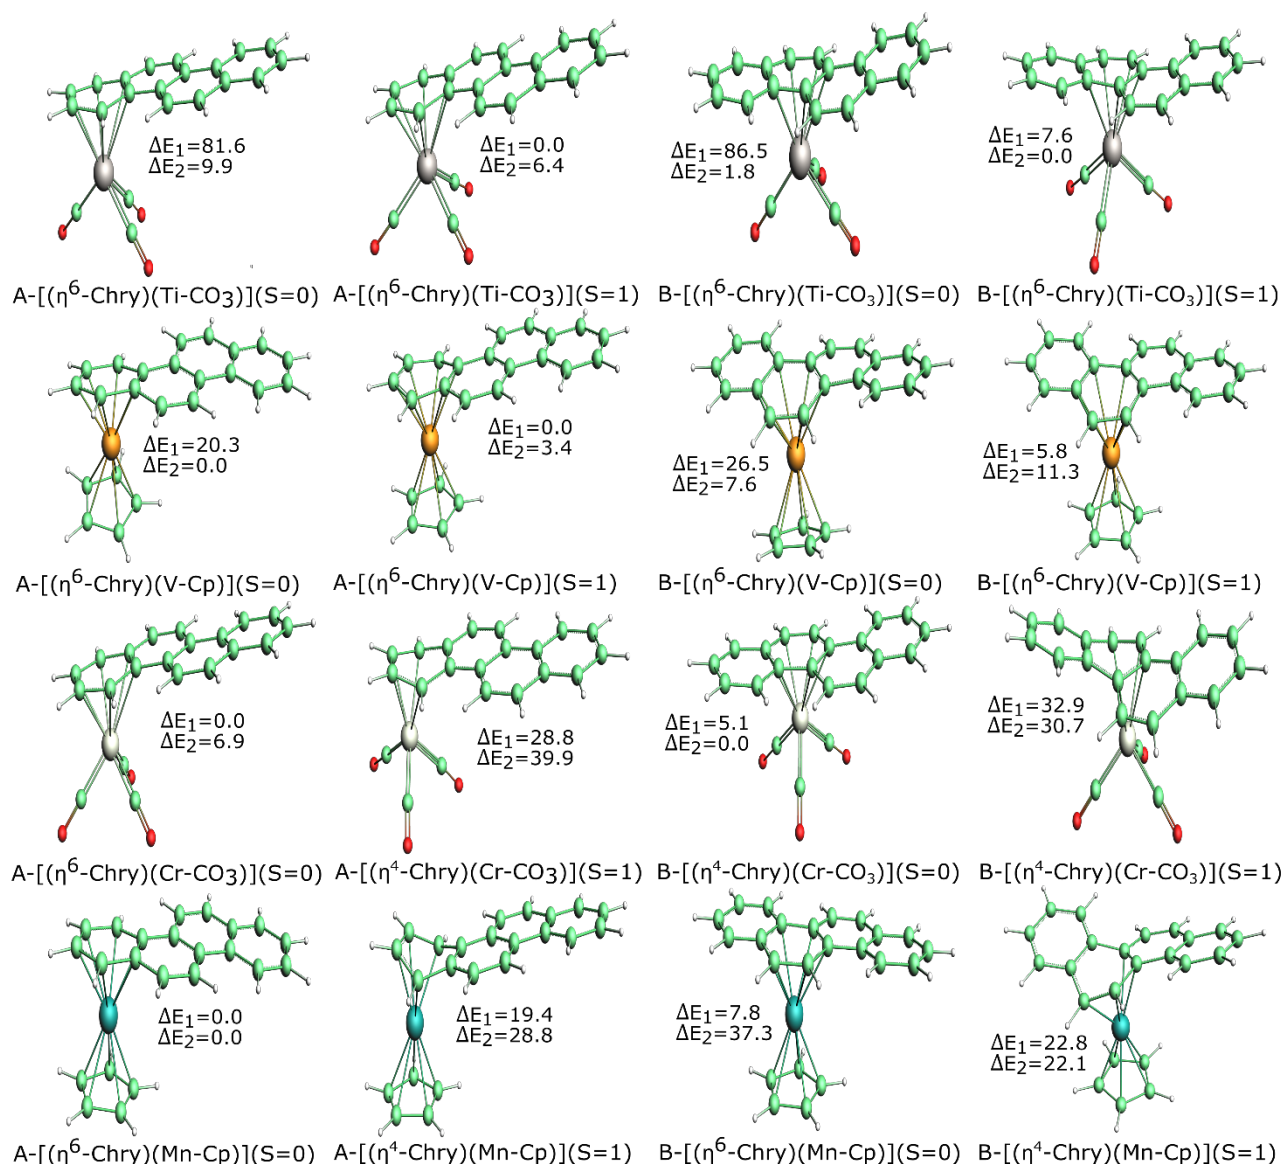 ΔE₁=81.6
ΔE₂=9.9
ΔE₁=0.0
ΔE₂=6.4
ΔE₁=86.5
ΔE₂=1.8
ΔE₁=7.6
ΔE₂=0.0
A-[(η⁶-Chry)(Ti-CO₃)](S=0)
A-[(η⁶-Chry)(Ti-CO₃)](S=1)
B-[(η⁶-Chry)(Ti-CO₃)](S=0)
B-[(η⁶-Chry)(Ti-CO₃)](S=1)
ΔE₁=20.3
ΔE₂=0.0
ΔE₁=0.0
ΔE₂=3.4
ΔE₁=26.5
ΔE₂=7.6
ΔE₁=5.8
ΔE₂=11.3
A-[(η⁶-Chry)(V-Cp)](S=0)
A-[(η⁶-Chry)(V-Cp)](S=1)
B-[(η⁶-Chry)(V-Cp)](S=0)
B-[(η⁶-Chry)(V-Cp)](S=1)
ΔE₁=0.0
ΔE₂=6.9
ΔE₁=28.8
ΔE₂=39.9
ΔE₁=5.1
ΔE₂=0.0
ΔE₁=32.9
ΔE₂=30.7
A-[(η⁶-Chry)(Cr-CO₃)](S=0)
A-[(η⁴-Chry)(Cr-CO₃)](S=1)
B-[(η⁴-Chry)(Cr-CO₃)](S=0)
B-[(η⁴-Chry)(Cr-CO₃)](S=1)
ΔE₁=0.0
ΔE₂=0.0
ΔE₁=19.4
ΔE₂=28.8
ΔE₁=7.8
ΔE₂=37.3
ΔE₁=22.8
ΔE₂=22.1
A-[(η⁶-Chry)(Mn-Cp)](S=0)
A-[(η⁴-Chry)(Mn-Cp)](S=1)
B-[(η⁶-Chry)(Mn-Cp)](S=0)
B-[(η⁴-Chry)(Mn-Cp)](S=1)